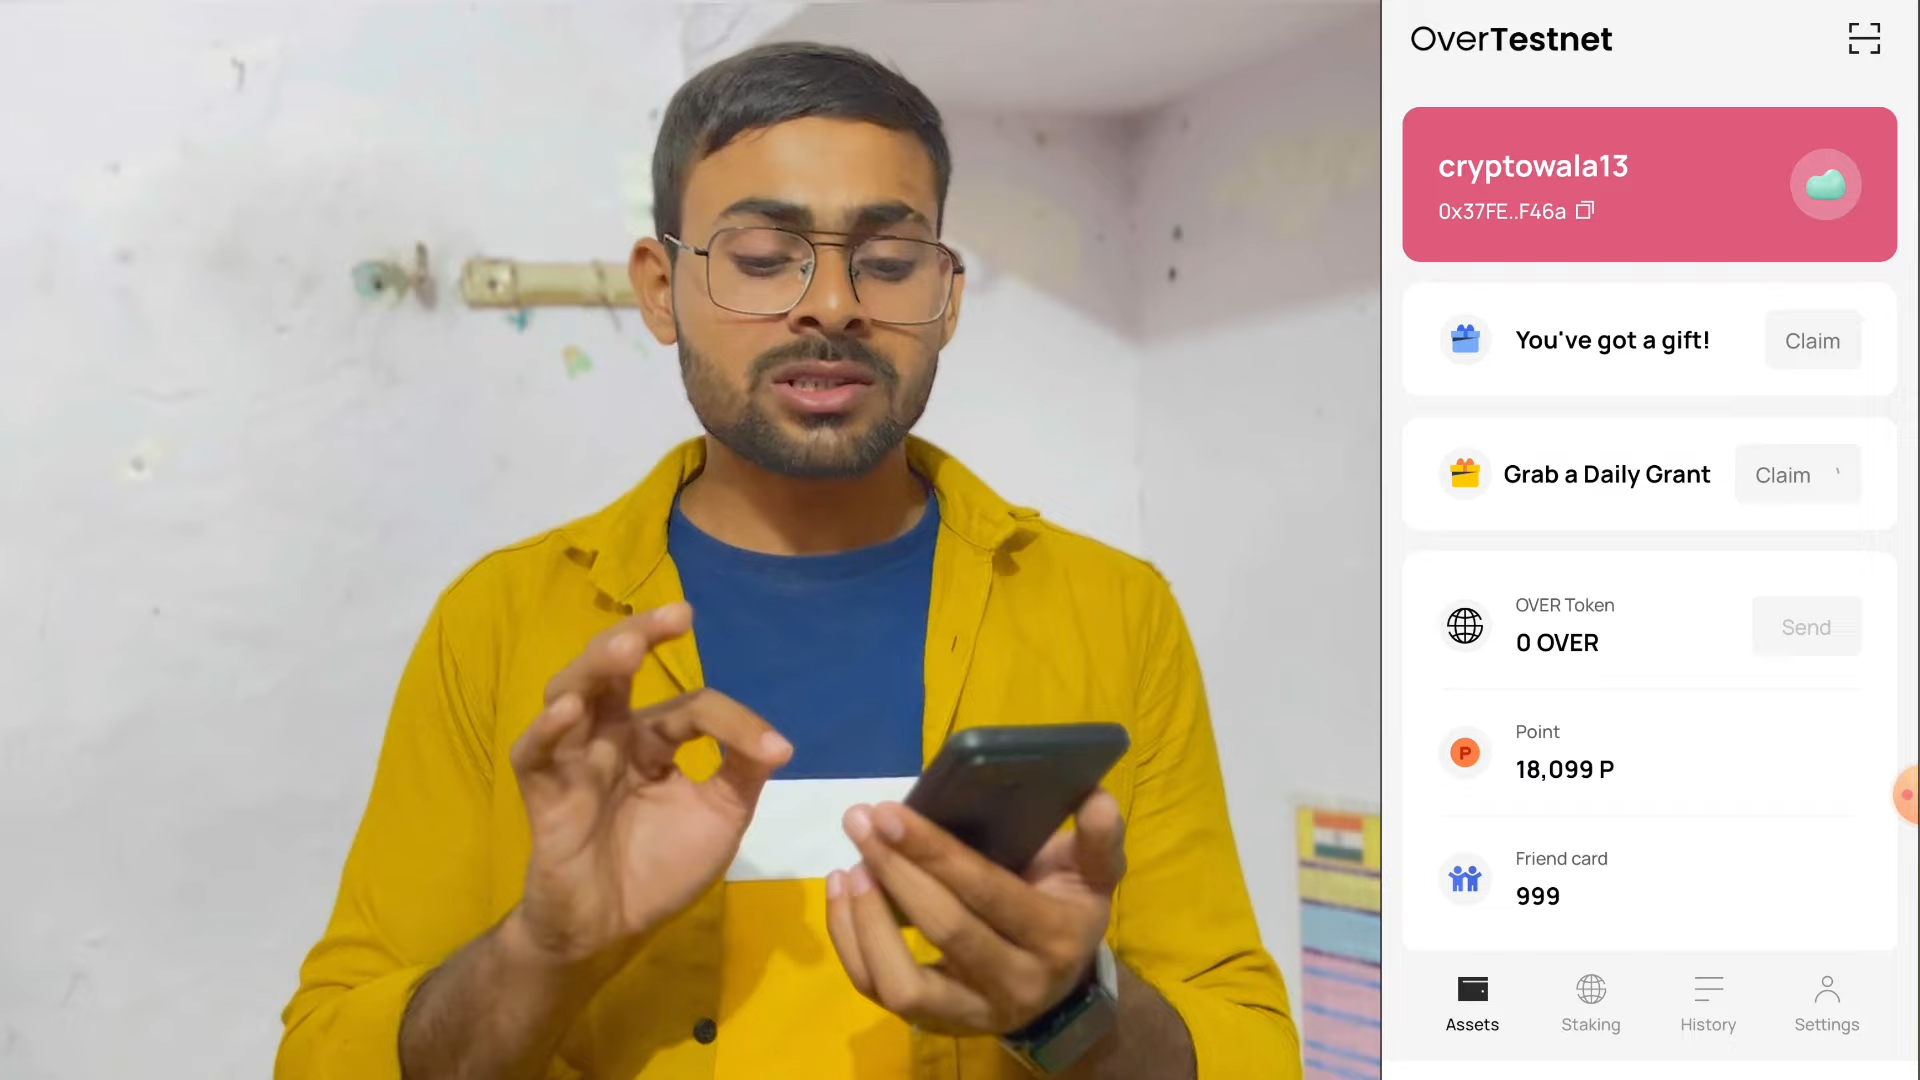 OverTestnet
cryptowala13
0x37FE..F46a
You've got a gift!
Claim
Grab a Daily Grant
Claim
OVER Token
0 OVER
Send
Point
P
18,099 P
Friend card
999
Assets
Staking
History
Settings